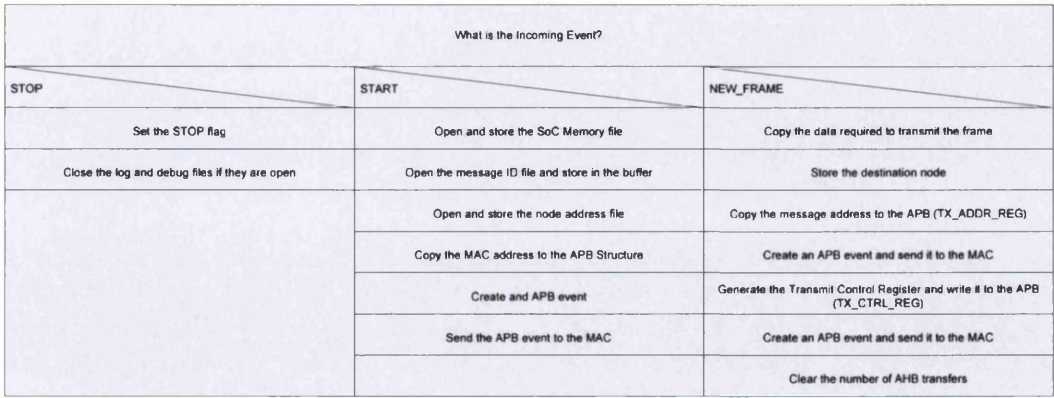 What is the Incoming Event?
STOP
START
NEW_FRAME
Set the STOP flag
Open and store the SoC Memory file
Copy the data required to transmit the frame
Close the log and debug files if they are open
Open the message ID file and store in the buffer
Store the destination node
Open and store the node address file
Copy the message address to the APB (TX_ADDR_REG)
Copy the MAC address to the APB Structure
Create an APB event and send it to the MAC
Create and APB event
Generate the Transmit Control Register and write it to the APB
(TX_CTRL_REG)
Send the APB event to the MAC
Create an APB event and send it to the MAC
Clear the number of AHB transfers